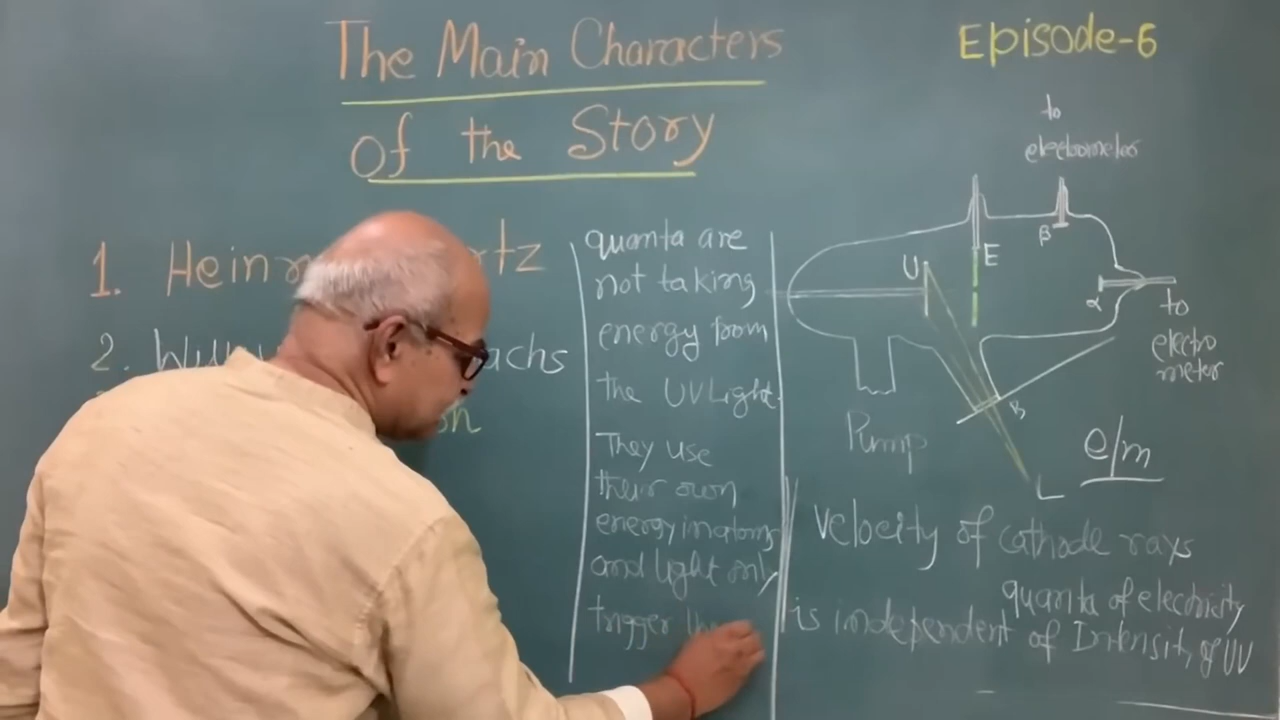 The Main Characters
of the Story
Episode-6
1. Hein rtz
2. achs
quanta are
not taking
energy from
the UV Light.
They use
their own
energy in atoms
and light only
trigger
to
electrometer
U
E
β
α
to
electro
meter
Pump
B
L
e/m
velocity of cathode rays
quanta of electricity
is independent of Intensity of UV